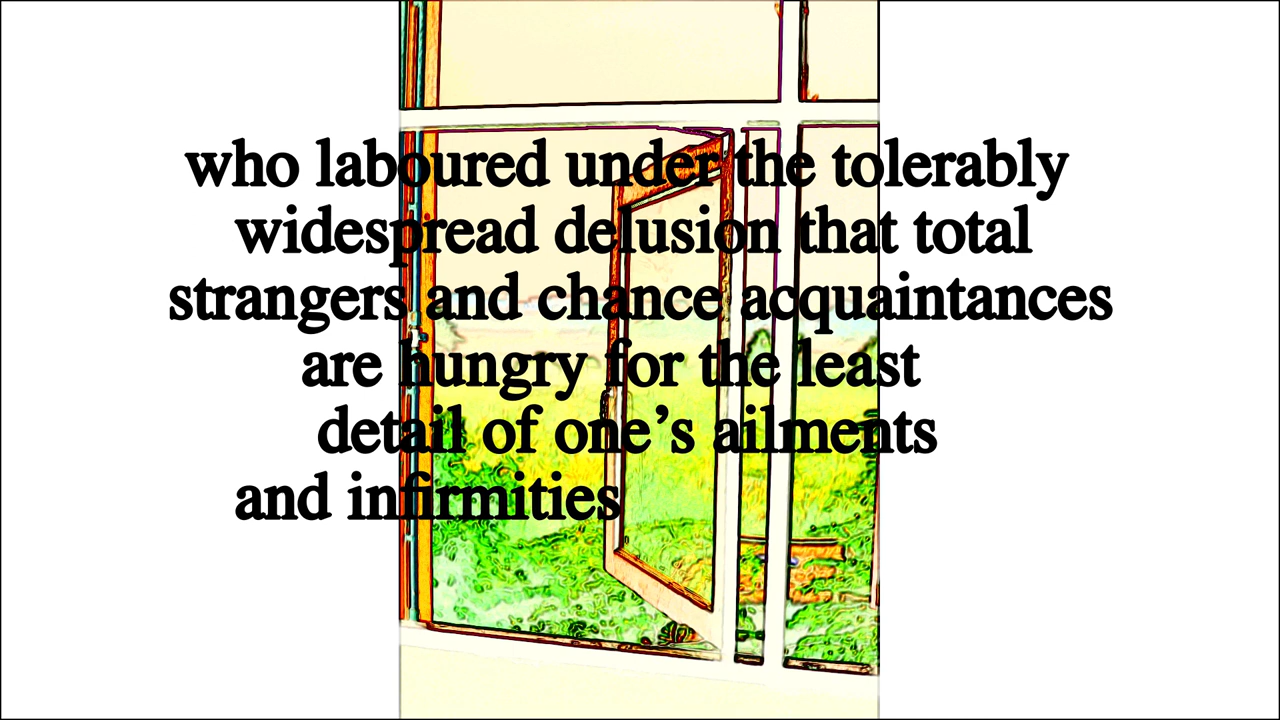 who laboured under the tolerably
widespread delusion that total
strangers and chance acquaintances
are hungry for the least
detail of one’s ailments
and infirmities